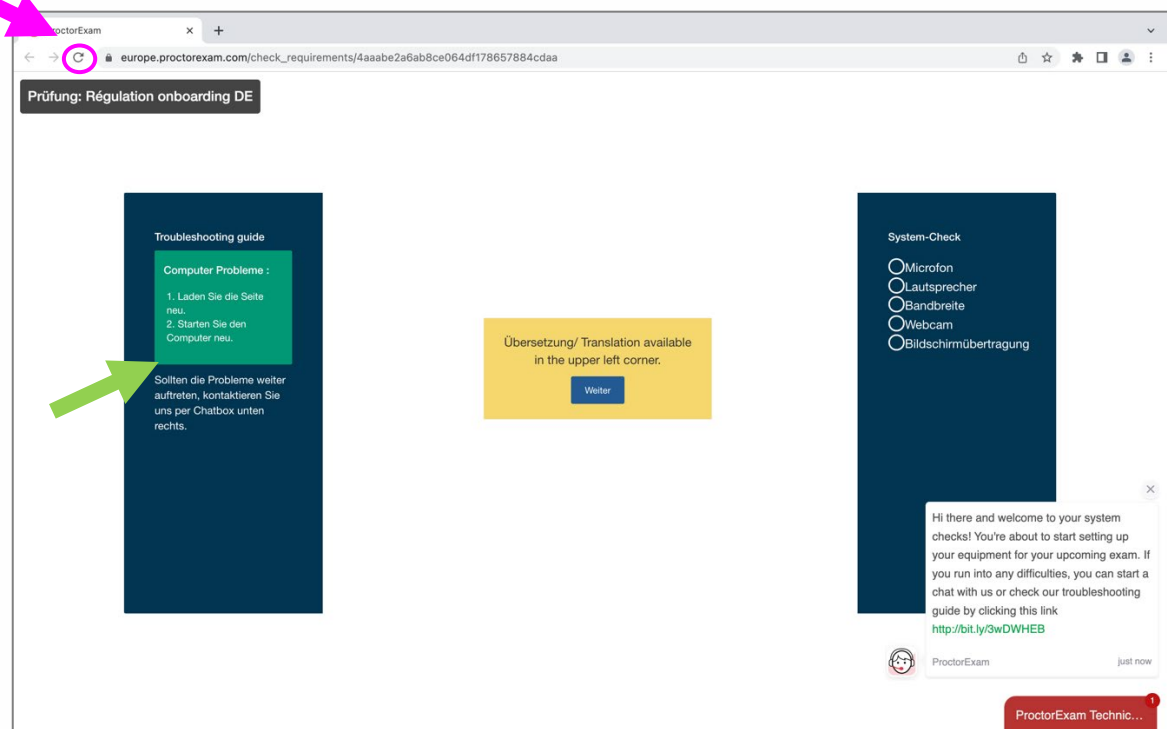 ProctorExam
europe.proctorexam.com/check_requirements/4aaabe2a6ab8ce064df178657884cdaa
Prüfung: Régulation onboarding DE
Troubleshooting guide
Computer Probleme :
1. Laden Sie die Seite
neu.
2. Starten Sie den
Computer neu.
Sollten die Probleme weiter
auftreten, kontaktieren Sie
uns per Chatbox unten
rechts.
Übersetzung/ Translation available
in the upper left corner.
Weiter
System-Check
Microfon
Lautsprecher
Bandbreite
Webcam
Bildschirmübertragung
Hi there and welcome to your system
checks! You're about to start setting up
your equipment for your upcoming exam. If
you run into any difficulties, you can start a
chat with us or check our troubleshooting
guide by clicking this link
http://bit.ly/3wDWHEB
ProctorExam just now
1
ProctorExam Technic...